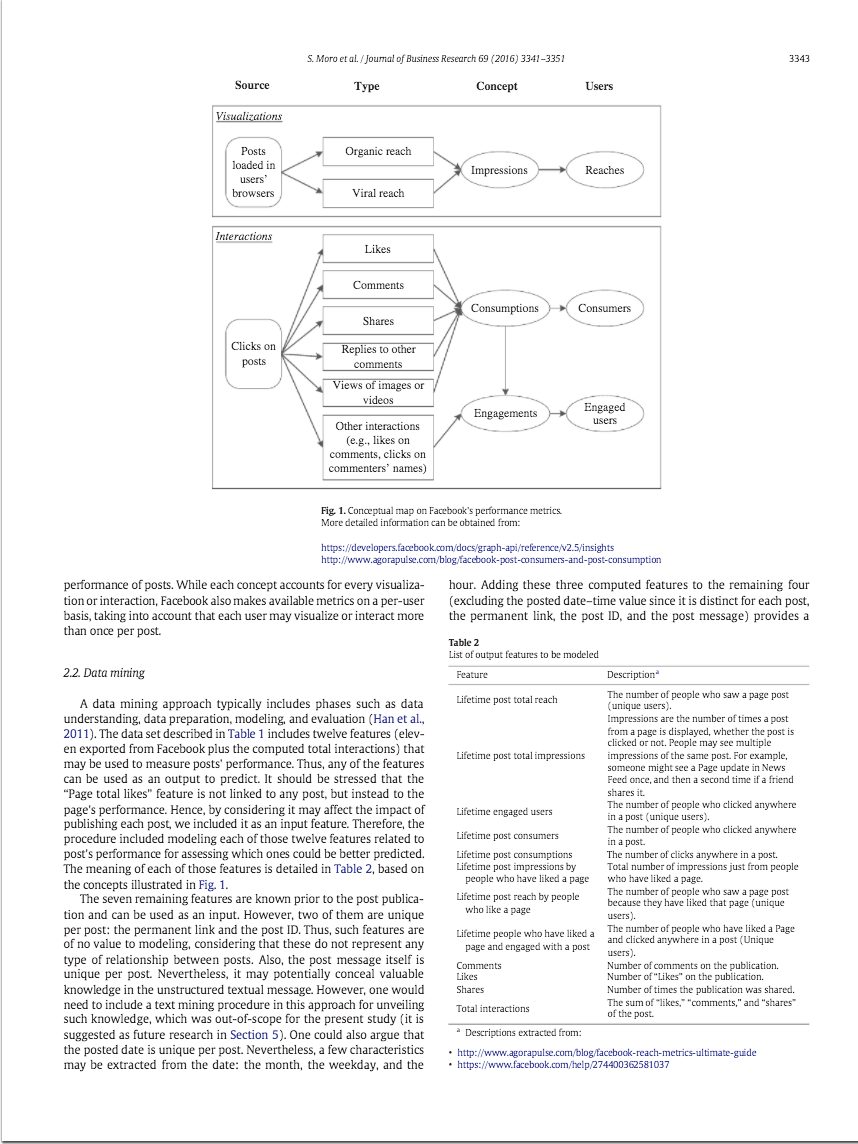 S. Moro et al. / Journal of Business Research 69 (2016) 3341–3351
3343
Source
Type
Concept
Users
Visualizations
Posts
loaded in
users'
browsers
Organic reach
Viral reach
Impressions
Reaches
Interactions
Clicks on
posts
Likes
Comments
Shares
Replies to other
comments
Views of images or
videos
Other interactions
(e.g., likes on
comments, clicks on
commenters' names)
Consumptions
Consumers
Engagements
Engaged
users
Fig. 1. Conceptual map on Facebook's performance metrics.
More detailed information can be obtained from:
https://developers.facebook.com/docs/graph-api/reference/v2.5/insights
http://www.agorapulse.com/blog/facebook-post-consumers-and-post-consumption
performance of posts. While each concept accounts for every visualiza-
tion or interaction, Facebook also makes available metrics on a per-user
basis, taking into account that each user may visualize or interact more
than once per post.
2.2. Data mining
A data mining approach typically includes phases such as data
understanding, data preparation, modeling, and evaluation (Han et al.,
2011). The data set described in Table 1 includes twelve features (elev-
en exported from Facebook plus the computed total interactions) that
may be used to measure posts' performance. Thus, any of the features
can be used as an output to predict. It should be stressed that the
"Page total likes" feature is not linked to any post, but instead to the
page's performance. Hence, by considering it may affect the impact of
publishing each post, we included it as an input feature. Therefore, the
procedure included modeling each of those twelve features related to
post's performance for assessing which ones could be better predicted.
The meaning of each of those features is detailed in Table 2, based on
the concepts illustrated in Fig. 1.
The seven remaining features are known prior to the post publica-
tion and can be used as an input. However, two of them are unique
per post: the permanent link and the post ID. Thus, such features are
of no value to modeling, considering that these do not represent any
type of relationship between posts. Also, the post message itself is
unique per post. Nevertheless, it may potentially conceal valuable
knowledge in the unstructured textual message. However, one would
need to include a text mining procedure in this approach for unveiling
such knowledge, which was out-of-scope for the present study (it is
suggested as future research in Section 5). One could also argue that
the posted date is unique per post. Nevertheless, a few characteristics
may be extracted from the date: the month, the weekday, and the
hour. Adding these three computed features to the remaining four
(excluding the posted date–time value since it is distinct for each post,
the permanent link, the post ID, and the post message) provides a
Table 2
List of output features to be modeled
Feature
Description a
Lifetime post total reach
The number of people who saw a page post
(unique users).
Lifetime post total impressions
Impressions are the number of times a post
from a page is displayed, whether the post is
clicked or not. People may see multiple
impressions of the same post. For example,
someone might see a Page update in News
Feed once, and then a second time if a friend
shares it.
Lifetime engaged users
The number of people who clicked anywhere
in a post (unique users).
Lifetime post consumers
The number of people who clicked anywhere
in a post.
Lifetime post consumptions
The number of clicks anywhere in a post.
Lifetime post impressions by
people who have liked a page
Total number of impressions just from people
who have liked a page.
Lifetime post reach by people
who like a page
The number of people who saw a page post
because they have liked that page (unique
users).
Lifetime people who have liked a
page and engaged with a post
The number of people who have liked a Page
and clicked anywhere in a post (Unique
users).
Comments
Number of comments on the publication.
Likes
Number of "Likes" on the publication.
Shares
Number of times the publication was shared.
Total interactions
The sum of "likes," "comments," and "shares"
of the post.
a Descriptions extracted from:
• http://www.agorapulse.com/blog/facebook-reach-metrics-ultimate-guide
• https://www.facebook.com/help/274400362581037